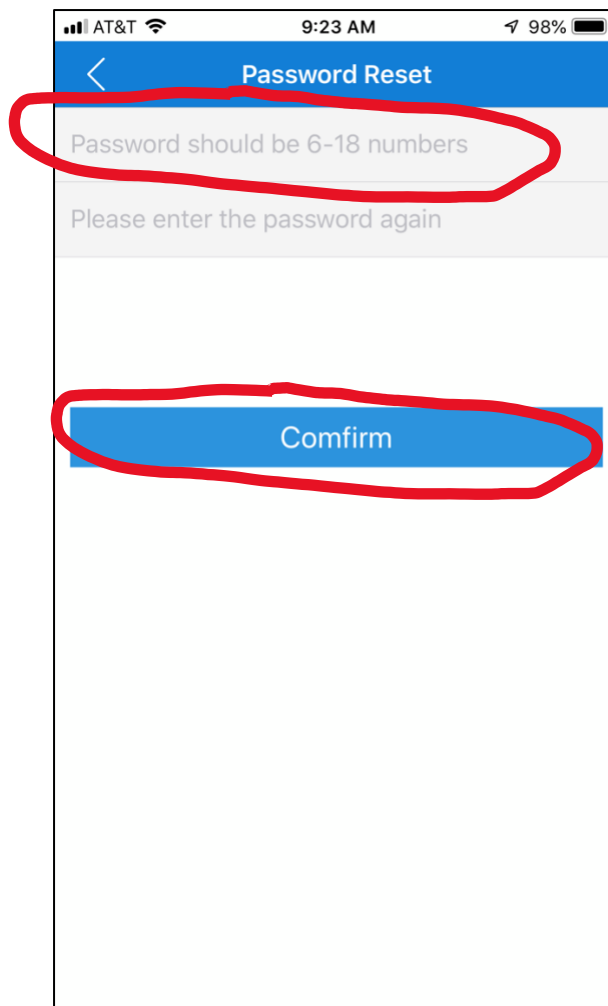 AT&T 9:23 AM 98%
Password Reset
Password should be 6-18 numbers
Please enter the password again
Comfirm